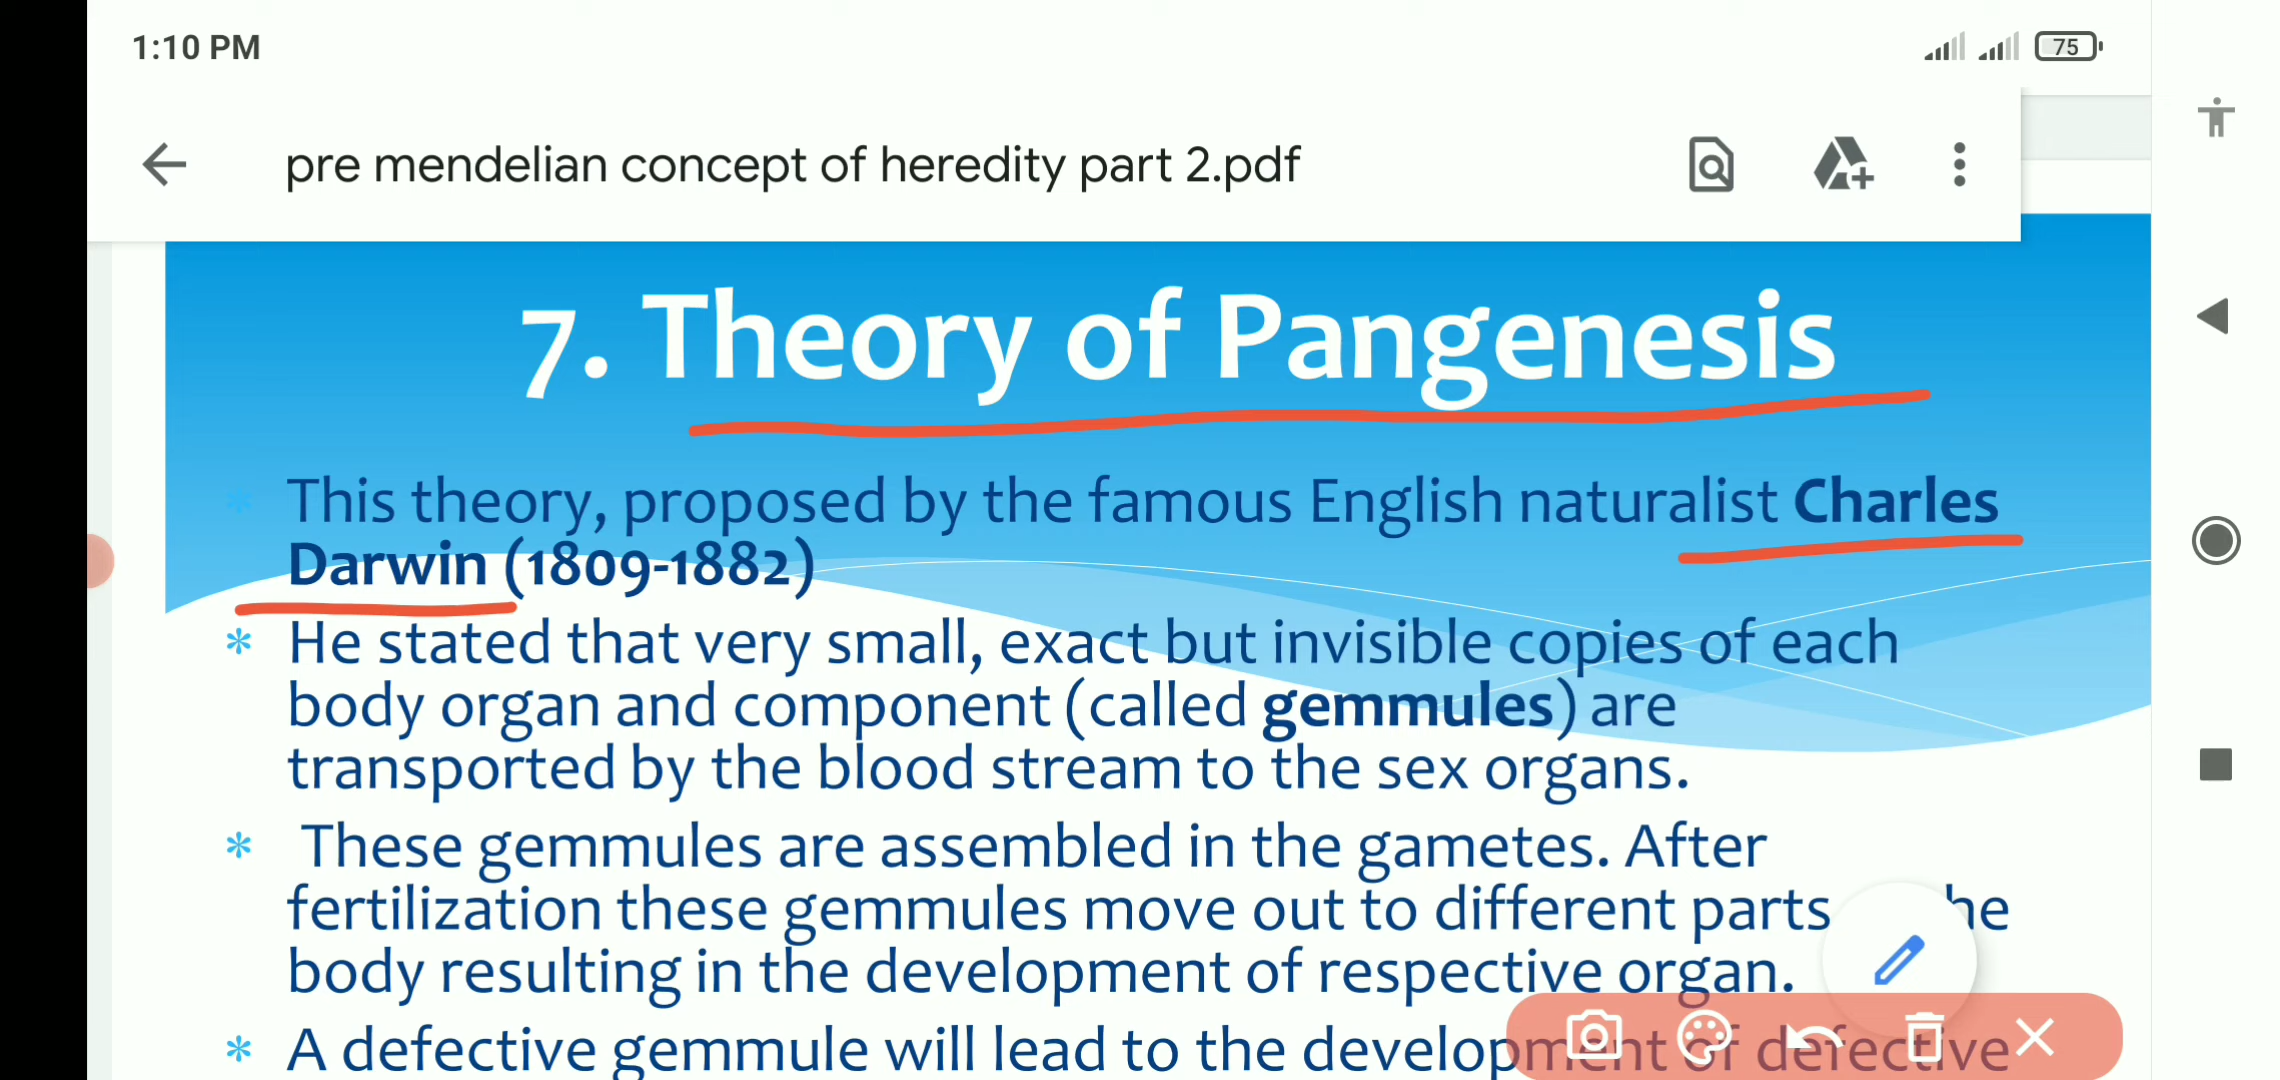 1:10 PM
75
pre mendelian concept of heredity part 2.pdf
7. Theory of Pangenesis
* This theory, proposed by the famous English naturalist Charles
Darwin (1809-1882)
* He stated that very small, exact but invisible copies of each
body organ and component (called gemmules) are
transported by the blood stream to the sex organs.
* These gemmules are assembled in the gametes. After
fertilization these gemmules move out to different parts he
body resulting in the development of respective organ.
* A defective gemmule will lead to the development of defective